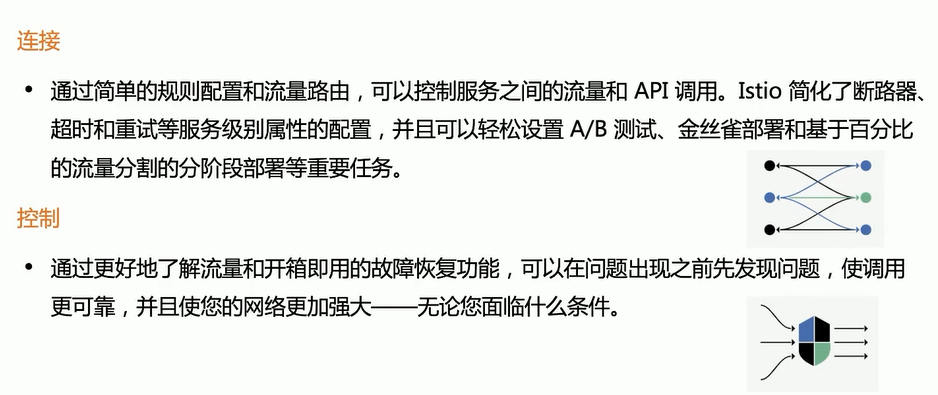 连接
• 通过简单的规则配置和流量路由，可以控制服务之间的流量和 API 调用。Istio 简化了断路器、
超时和重试等服务级别属性的配置，并且可以轻松设置 A/B 测试、金丝雀部署和基于百分比
的流量分割的分阶段部署等重要任务。
控制
• 通过更好地了解流量和开箱即用的故障恢复功能，可以在问题出现之前先发现问题，使调用
更可靠，并且使您的网络更加强大——无论您面临什么条件。